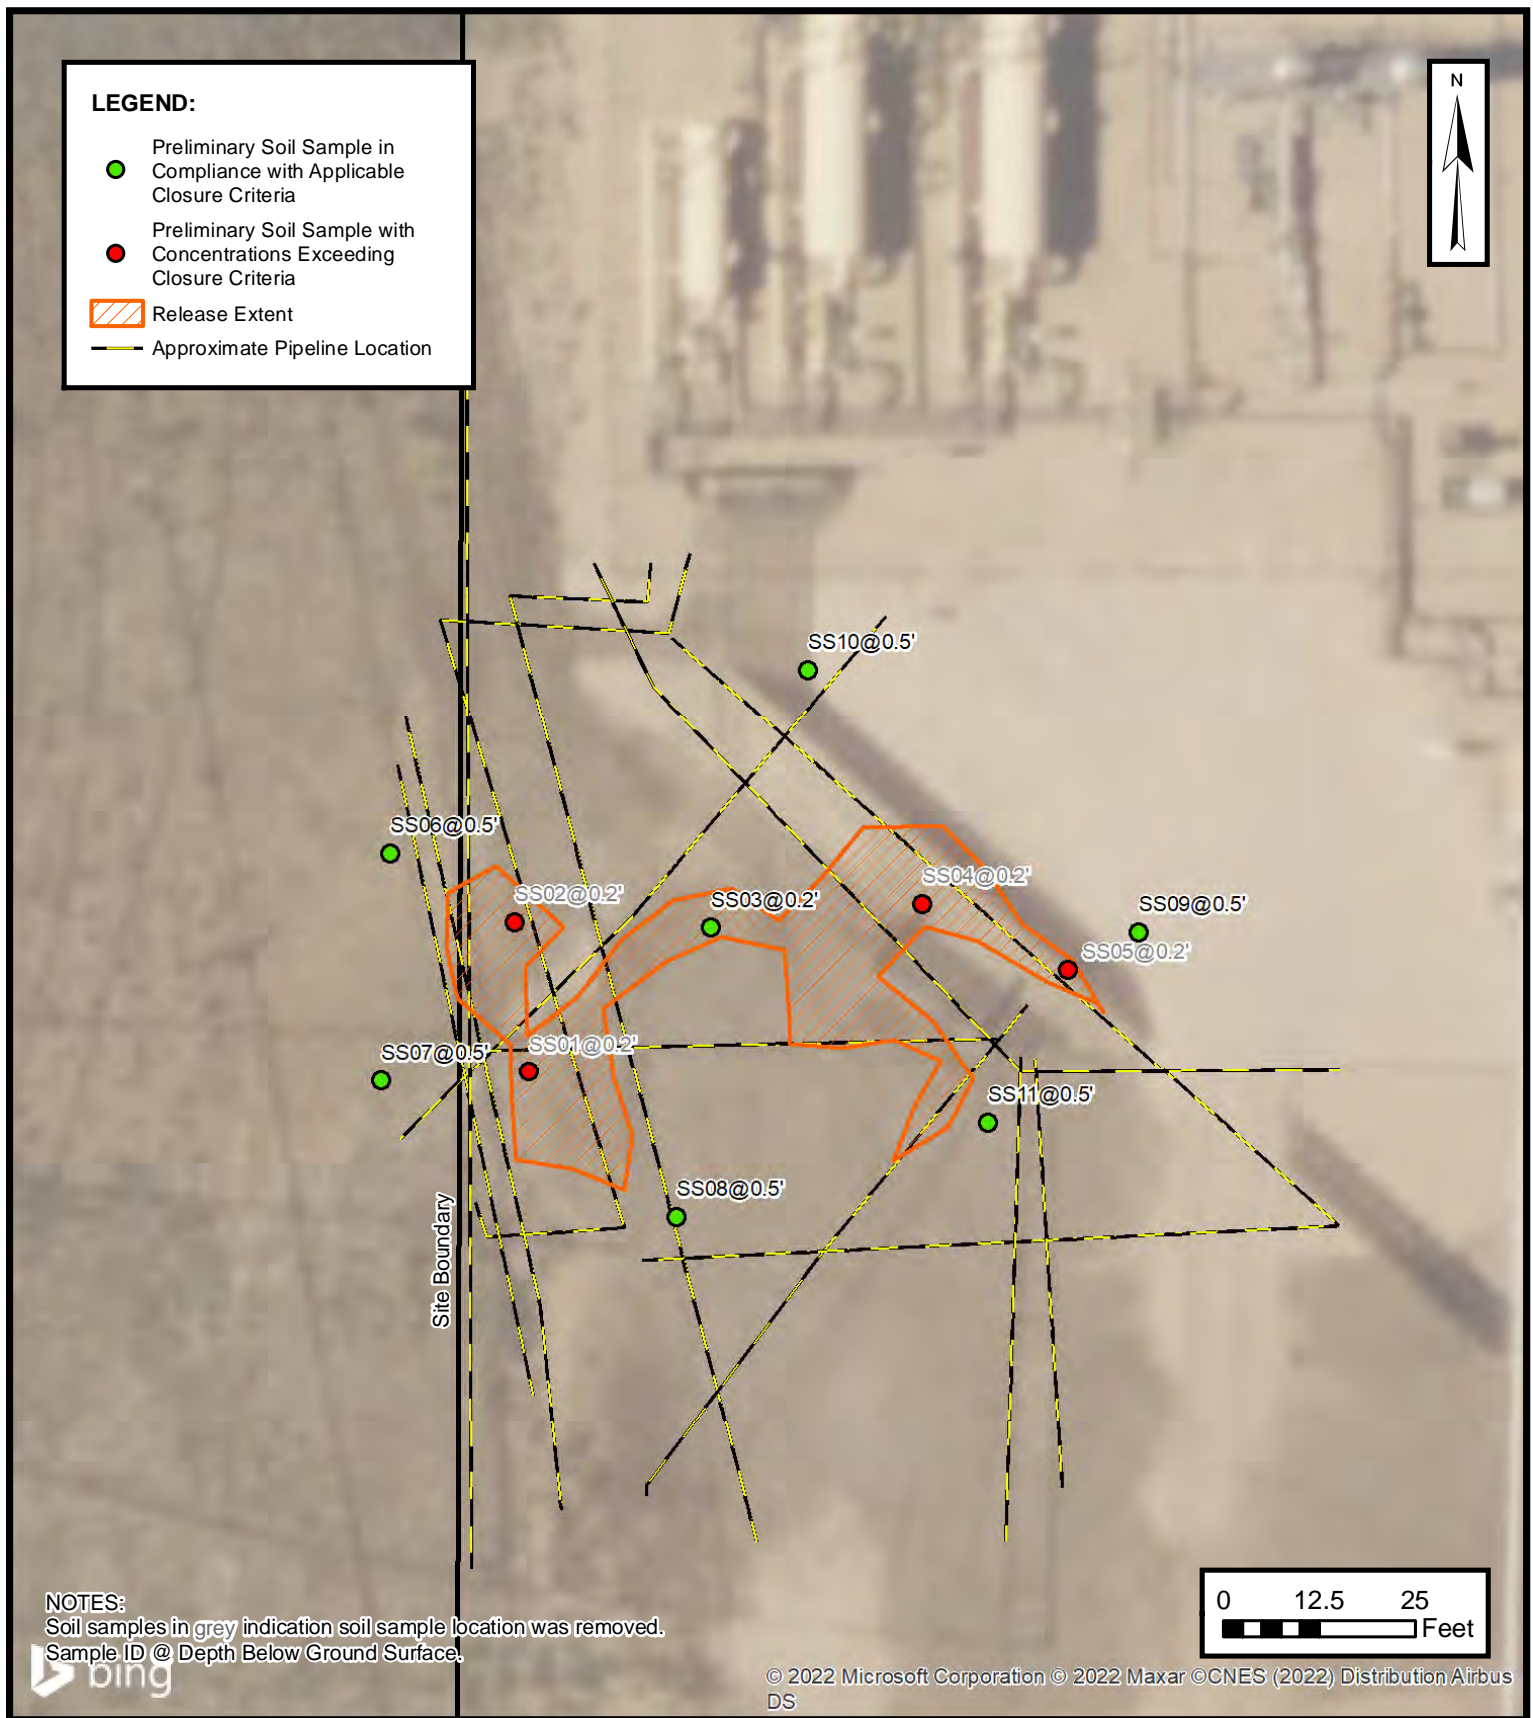 LEGEND:
Preliminary Soil Sample in
Compliance with Applicable
Closure Criteria
Preliminary Soil Sample with
Concentrations Exceeding
Closure Criteria
Release Extent
Approximate Pipeline Location
N
SS10@0.5'
SS06@0.5'
SS02@0.2'
SS03@0.2'
SS04@0.2'
SS09@0.5'
SS05@0.2'
SS07@0.5'
SS01@0.2'
SS11@0.5'
SS08@0.5'
Site Boundary
NOTES:
Soil samples in grey indication soil sample location was removed.
Sample ID @ Depth Below Ground Surface.
bing
0 12.5 25
Feet
© 2022 Microsoft Corporation © 2022 Maxar ©CNES (2022) Distribution Airbus
DS